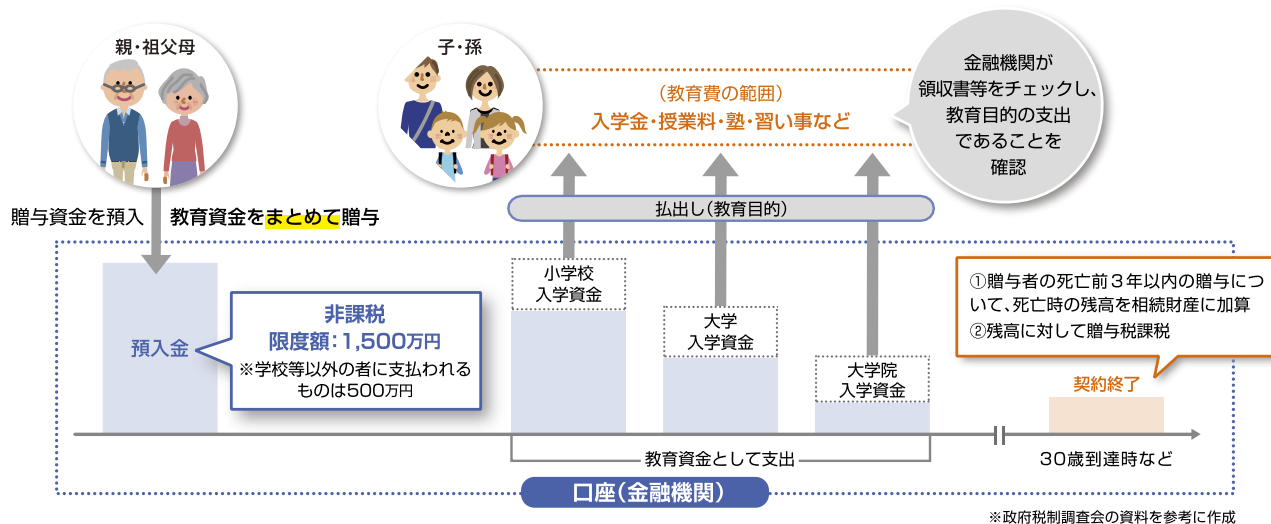 親・祖父母
子・孫
(教育費の範囲)
入学金・授業料・塾・習い事など
金融機関が
領収書等をチェックし、
教育目的の支出
であることを
確認
贈与資金を預入
教育資金をまとめて贈与
払出し(教育目的)
預入金
非課税
限度額:1,500万円
※学校等以外の者に支払われる
ものは500万円
小学校
入学資金
大学
入学資金
大学院
入学資金
①贈与者の死亡前3年以内の贈与につ
いて、死亡時の残高を相続財産に加算
②残高に対して贈与税課税
契約終了
教育資金として支出
30歳到達時など
口座(金融機関)
※政府税制調査会の資料を参考に作成